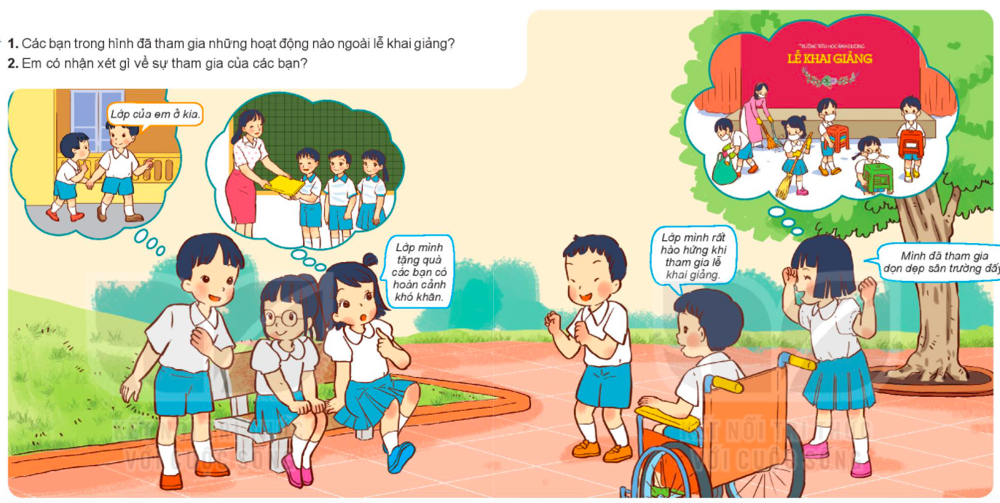 1. Các bạn trong hình đã tham gia những hoạt động nào ngoài lễ khai giảng?
2. Em có nhận xét gì về sự tham gia của các bạn?
Lớp của em ở kia.
TRƯỜNG TIỂU HỌC ÁNH DƯƠNG
LỄ KHAI GIẢNG
Lớp mình
tặng quà
các bạn có
hoàn cảnh
khó khăn.
Lớp mình rất
hào hứng khi
tham gia lễ
khai giảng.
Mình đã tham gia
dọn dẹp sân trường đấy
KẾT NỐI TRI THỨC
VỚI CUỘC SỐNG
KẾT NỐI TRI THỨC
VỚI CUỘC SỐNG